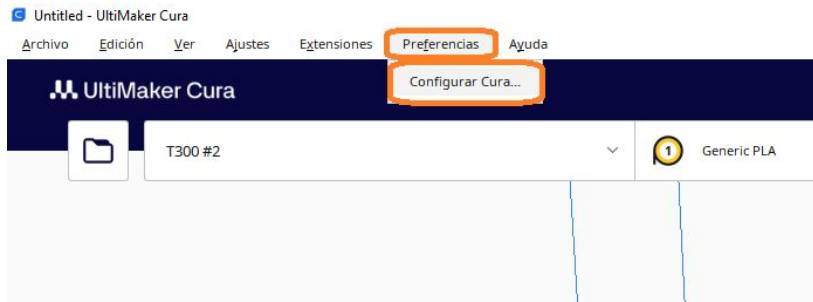 Untitled - UltiMaker Cura
Archivo Edición Ver Ajustes Extensiones Preferencias Ayuda
Configurar Cura...
UltiMaker Cura
T300 #2
1 Generic PLA